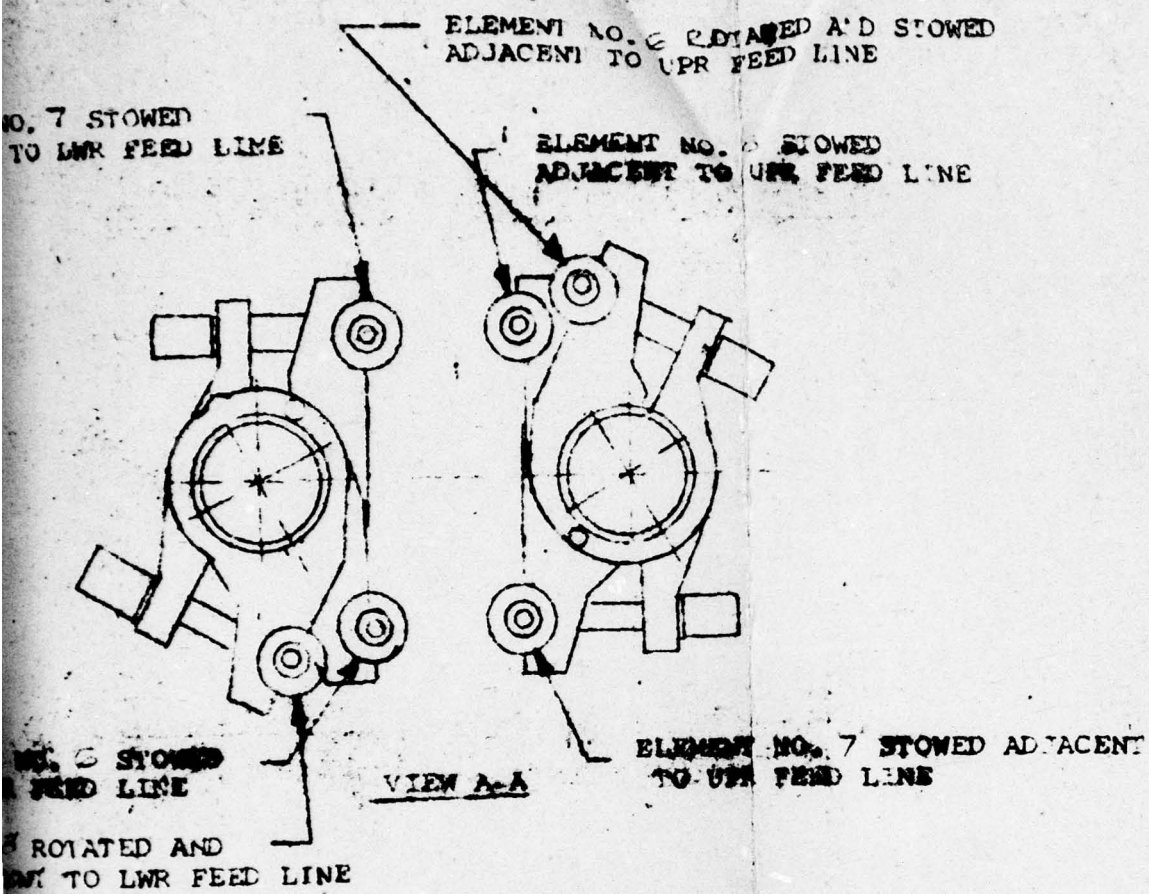 ELEMENT NO. 6 ROTATED AND STOWED
ADJACENT TO UPR FEED LINE
NO. 7 STOWED
TO LWR FEED LINE
ELEMENT NO. STOWED
ADJACENT TO UPR FEED LINE
NO. 6 STOWED
FEED LINE
VIEW A-A
ELEMENT NO. 7 STOWED ADJACENT
TO UPR FEED LINE
ROTATED AND
TO LWR FEED LINE